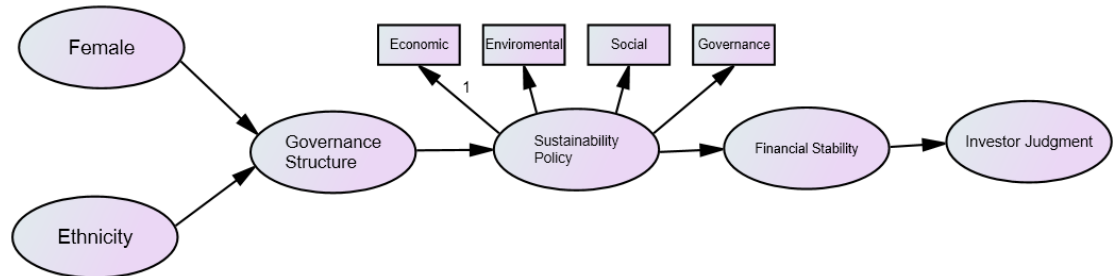 Female
Economic
Enviromental
Social
Governance
1
Governance
Structure
Sustainability
Policy
Financial Stability
Investor Judgment
Ethnicity